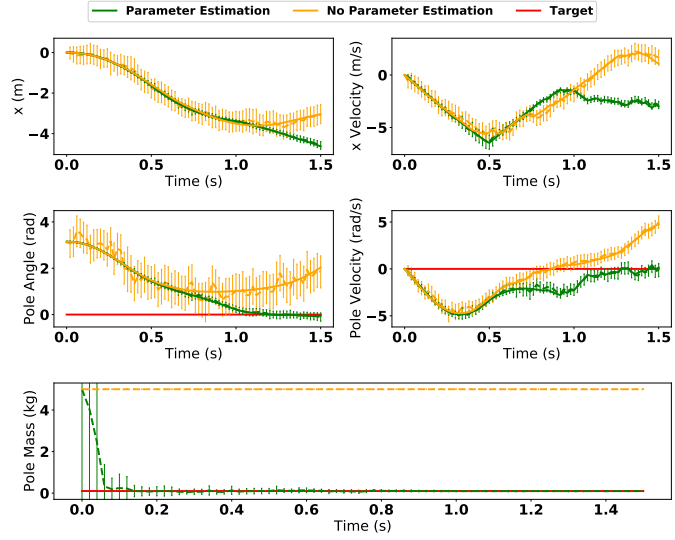 Parameter Estimation No Parameter Estimation Target
x (m)
0
−2
−4
0.0 0.5 1.0 1.5
Time (s)
x Velocity (m/s)
0
−5
0.0 0.5 1.0 1.5
Time (s)
Pole Angle (rad)
4
2
0
0.0 0.5 1.0 1.5
Time (s)
Pole Velocity (rad/s)
5
0
−5
0.0 0.5 1.0 1.5
Time (s)
Pole Mass (kg)
4
2
0
0.0 0.2 0.4 0.6 0.8 1.0 1.2 1.4
Time (s)